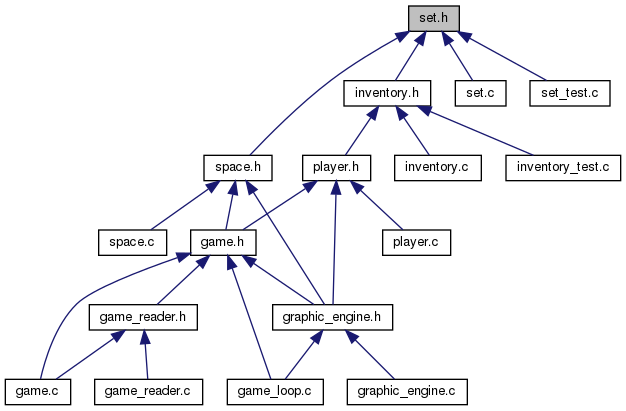 set.h
inventory.h
set.c
set_test.c
space.h
player.h
inventory.c
inventory_test.c
space.c
game.h
player.c
game_reader.h
graphic_engine.h
game.c
game_reader.c
game_loop.c
graphic_engine.c